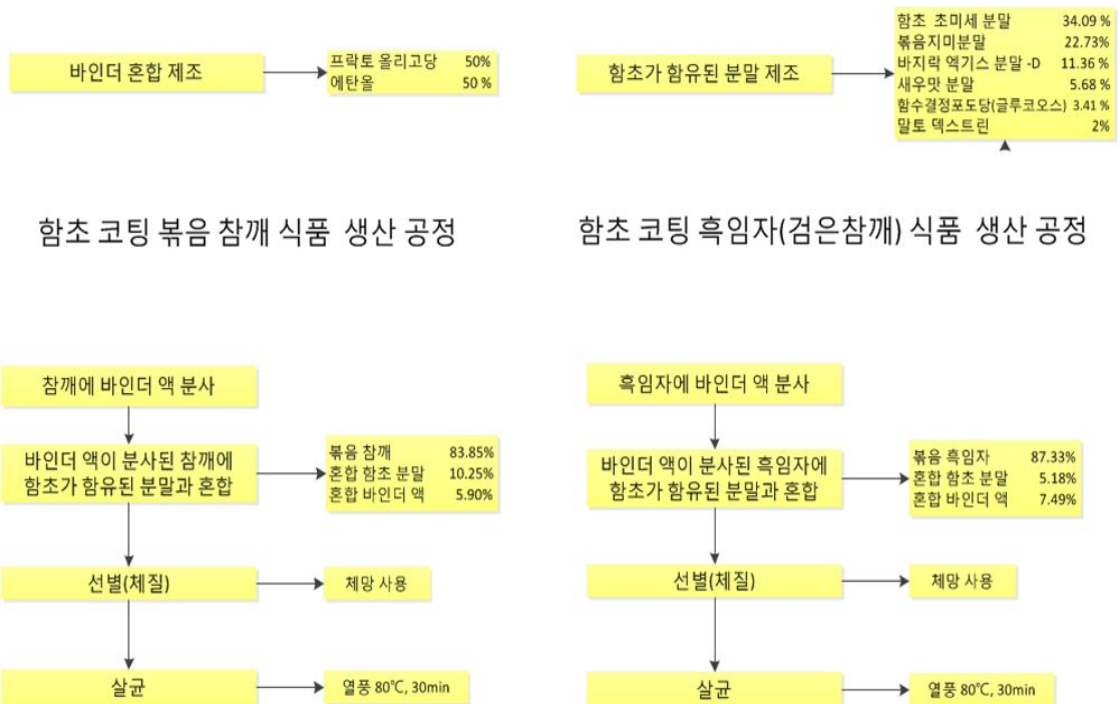 바인더 혼합 제조
프락토 올리고당 50%
에탄올 50 %
함초가 함유된 분말 제조
함초 초미세 분말 34.09 %
볶음지미분말 22.73%
바지락 엑기스 분말 -D 11.36 %
새우맛 분말 5.68 %
함수결정포도당(글루코오스) 3.41 %
말토 덱스트린 2%
함초 코팅 볶음 참깨 식품 생산 공정
참깨에 바인더 액 분사
바인더 액이 분사된 참깨에
함초가 함유된 분말과 혼합
볶음 참깨 83.85%
혼합 함초 분말 10.25%
혼합 바인더 액 5.90%
선별(체질)
체망 사용
살균
열풍 80℃, 30min
함초 코팅 흑임자(검은참깨) 식품 생산 공정
흑임자에 바인더 액 분사
바인더 액이 분사된 흑임자에
함초가 함유된 분말과 혼합
볶음 흑임자 87.33%
혼합 함초 분말 5.18%
혼합 바인더 액 7.49%
선별(체질)
체망 사용
살균
열풍 80℃, 30min